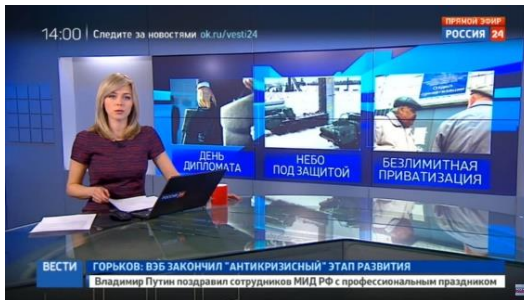 14:00 | Следите за новостями ok.ru/vesti24
ПРЯМОЙ ЭФИР
РОССИЯ 24
ДЕНЬ
ДИПЛОМАТА
НЕБО
ПОД ЗАЩИТОЙ
БЕЗЛИМИТНАЯ
ПРИВАТИЗАЦИЯ
ВЕСТИ
ГОРЬКОВ: ВЭБ ЗАКОНЧИЛ "АНТИКРИЗИСНЫЙ" ЭТАП РАЗВИТИЯ
Владимир Путин поздравил сотрудников МИД РФ с профессиональным праздником